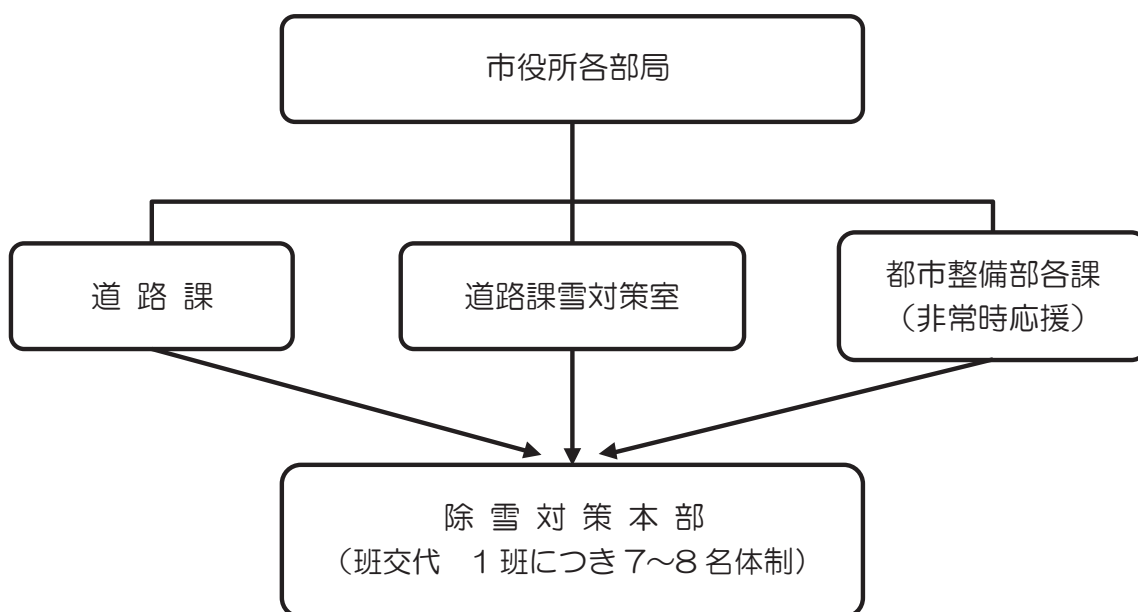 市役所各部局
道 路 課
道路課雪対策室
都市整備部各課
（非常時応援）
除 雪 対 策 本 部
（班交代　１班につき７～８名体制）